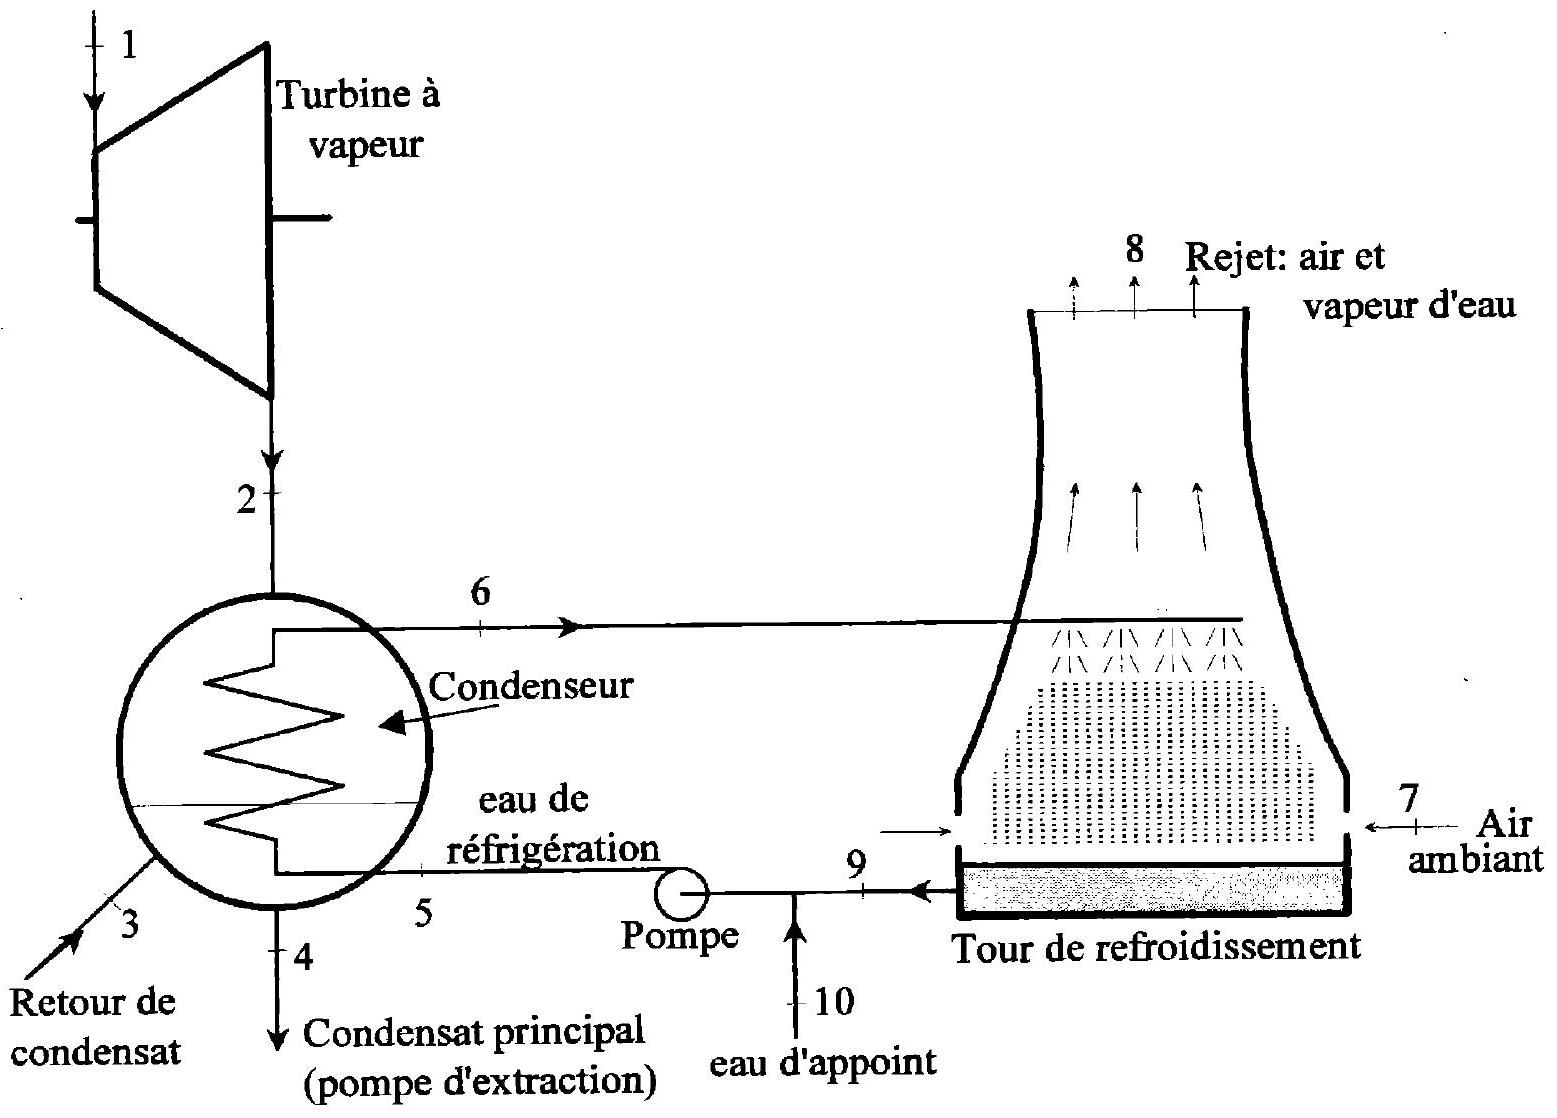 1
Turbine à
vapeur
8
Rejet: air et
vapeur d'eau
2
6
Condenseur
eau de
réfrigération
7
Air
ambiant
9
5
3
Pompe
4
Tour de refroidissement
Retour de
condensat
10
Condensat principal
(pompe d'extraction)
eau d'appoint